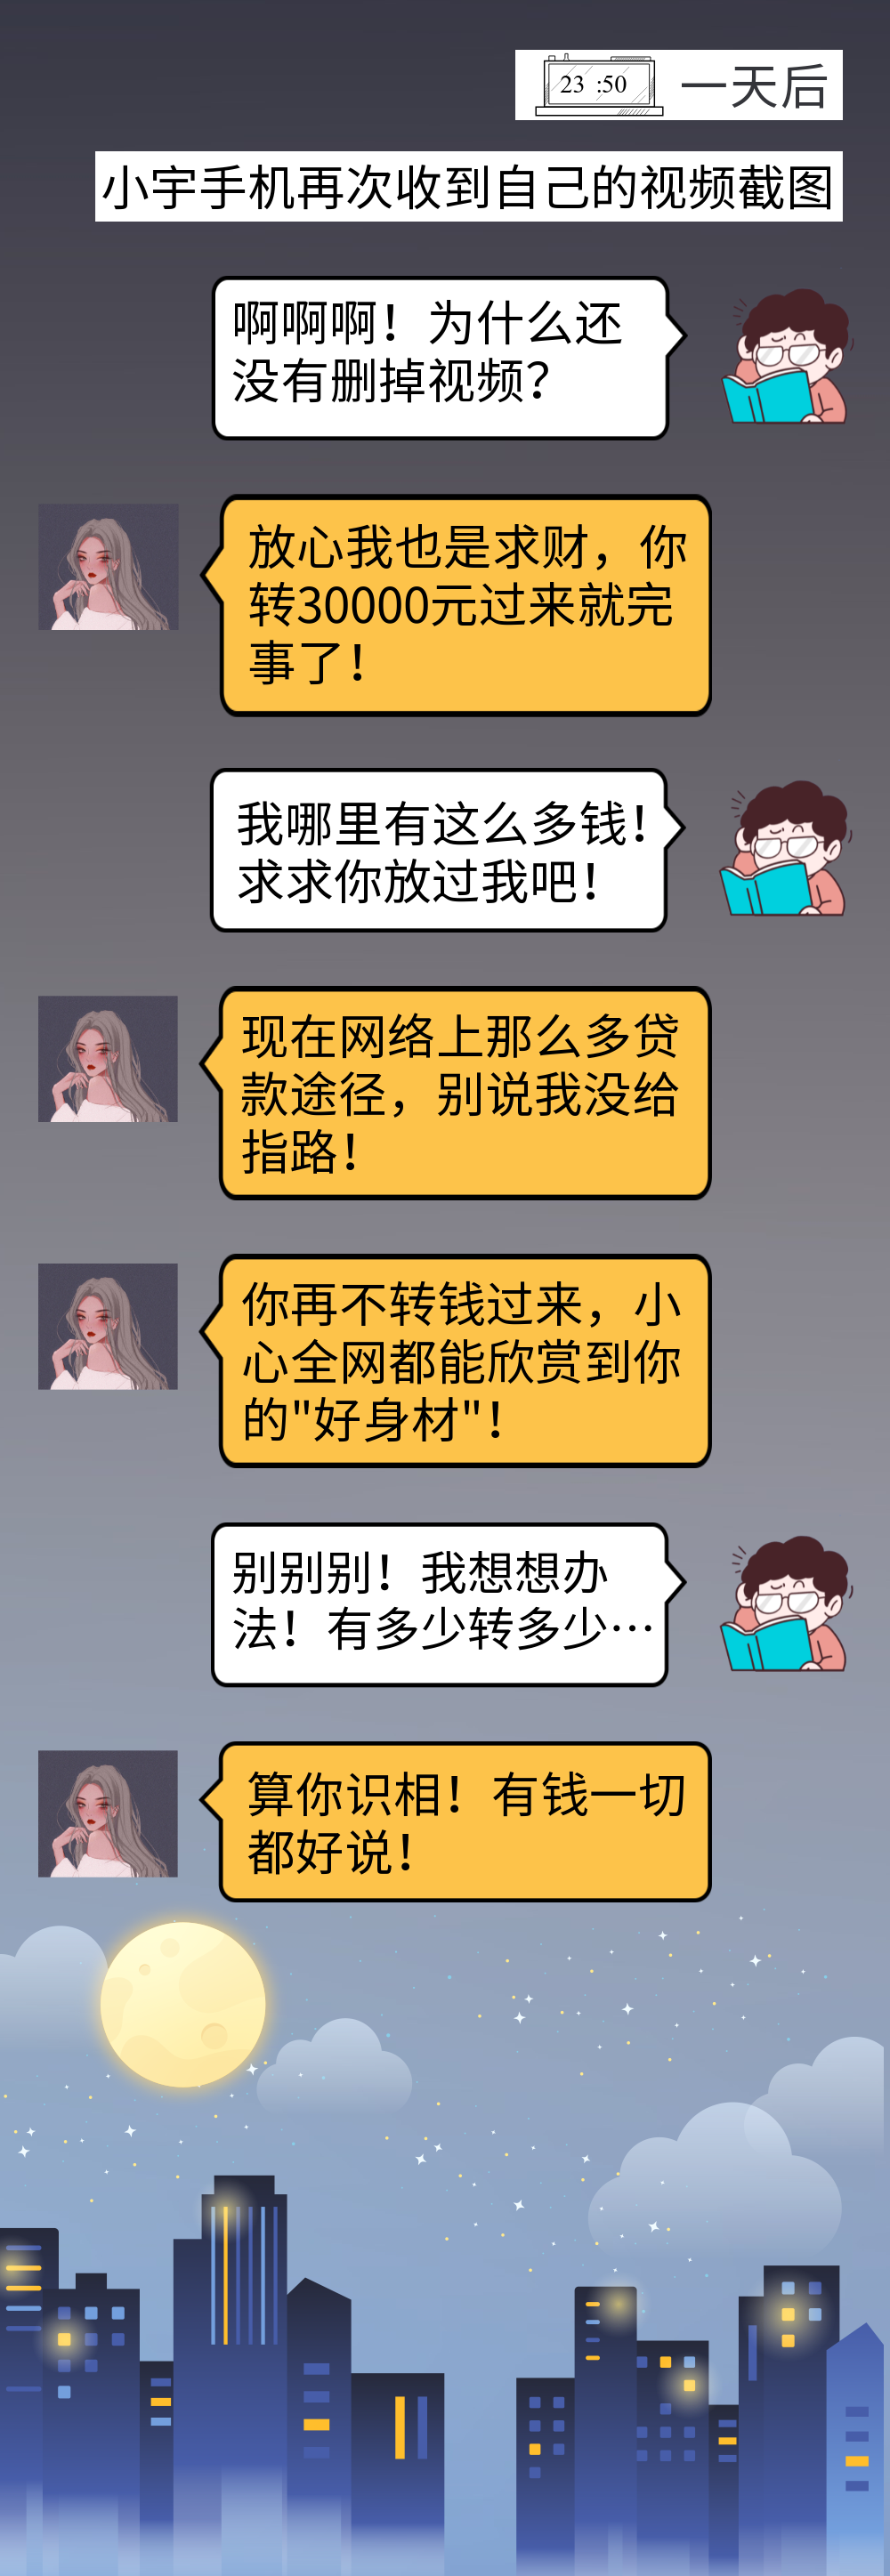 23 :50 一天后
小宇手机再次收到自己的视频截图
啊啊啊！为什么还
没有删掉视频？
放心我也是求财，你
转30000元过来就完
事了！
我哪里有这么多钱！
求求你放过我吧！
现在网络上那么多贷
款途径，别说我没给
指路！
你再不转钱过来，小
心全网都能欣赏到你
的"好身材"！
别别别！我想想办
法！有多少转多少…
算你识相！有钱一切
都好说！